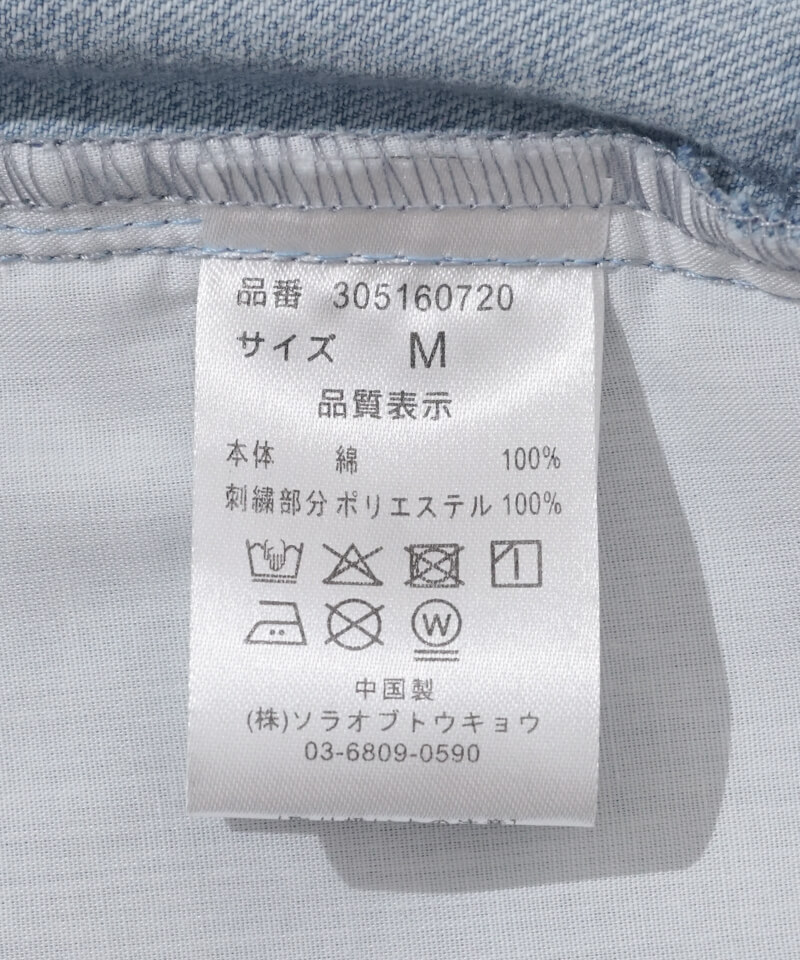 品番 305160720
サイズ M
品質表示
本体 綿 100%
刺繍部分 ポリエステル 100%
W
中国製
(株)ソラオブトウキョウ
03-6809-0590